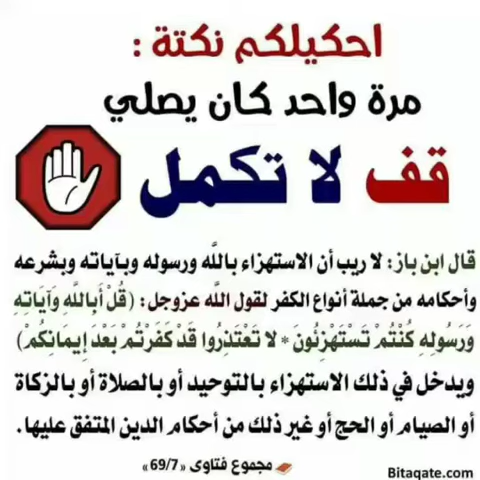 احكيلكم نكتة :
مرة واحد كان يصلي
قف لا تكمل
قال ابن باز: لا ريب أن الاستهزاء بالله ورسوله وبآياته وبشرعه
وأحكامه من جملة أنواع الكفر لقول الله عزوجل: (قُلْ أَبِاللَّهِ وَآيَاتِهِ
وَرَسُولِهِ كُنْتُمْ تَسْتَهْزِئُونَ * لا تَعْتَذِرُوا قَدْ كَفَرْتُمْ بَعْدَ إِيمَانِكُمْ)
ويدخل في ذلك الاستهزاء بالتوحيد أو بالصلاة أو بالزكاة
أو الصيام أو الحج أو غير ذلك من أحكام الدين المتفق عليها.
مجموع فتاوى «69/7»
Bitaqate.com